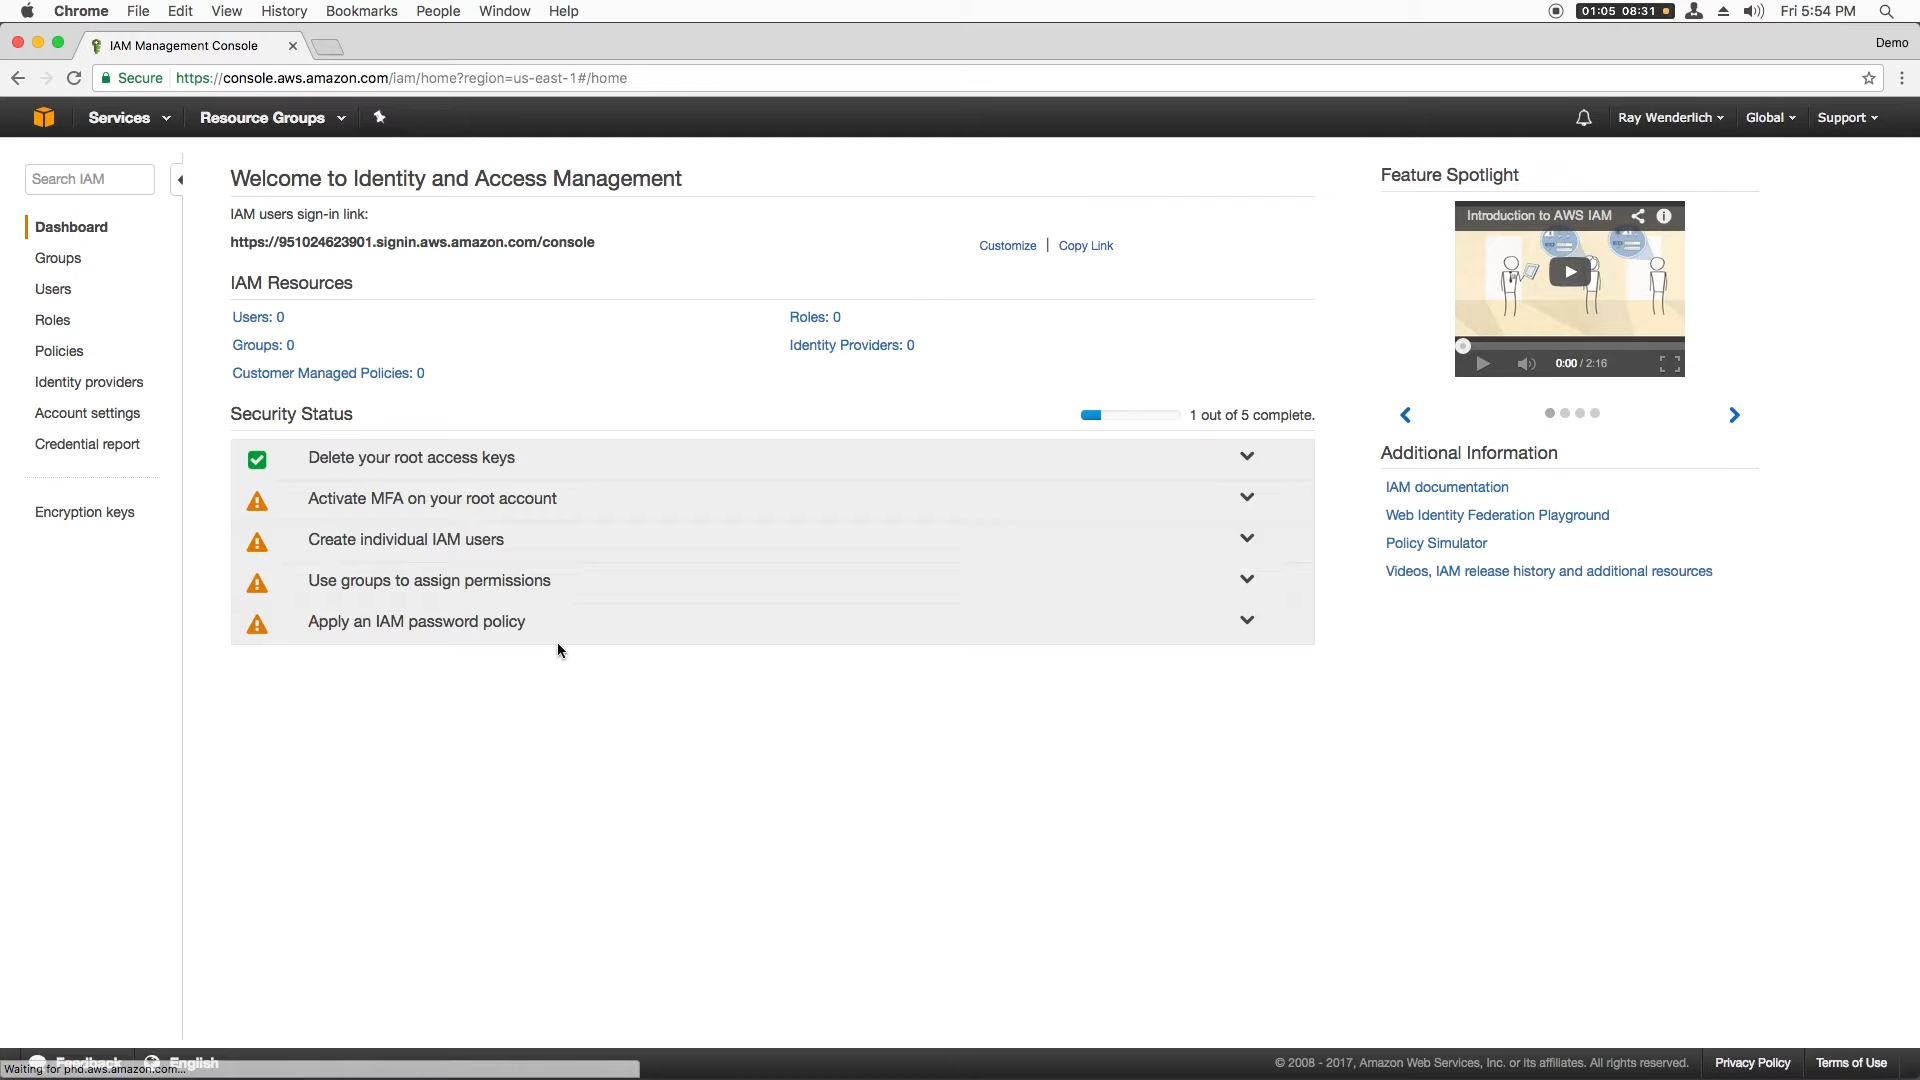 Chrome File Edit View History Bookmarks People Window Help 01:05 08:31 Fri 5:54 PM
IAM Management Console Demo
Secure https://console.aws.amazon.com/iam/home?region=us-east-1#/home
Services Resource Groups Ray Wenderlich Global Support
Search IAM
Dashboard
Groups
Users
Roles
Policies
Identity providers
Account settings
Credential report
Encryption keys
Welcome to Identity and Access Management
IAM users sign-in link:
https://951024623901.signin.aws.amazon.com/console Customize | Copy Link
IAM Resources
Users: 0 Roles: 0
Groups: 0 Identity Providers: 0
Customer Managed Policies: 0
Security Status 1 out of 5 complete.
Delete your root access keys
Activate MFA on your root account
Create individual IAM users
Use groups to assign permissions
Apply an IAM password policy
Feature Spotlight
Introduction to AWS IAM
0:00 / 2:16
Additional Information
IAM documentation
Web Identity Federation Playground
Policy Simulator
Videos, IAM release history and additional resources
Feedback English
Waiting for phd.aws.amazon.com...
© 2008 - 2017, Amazon Web Services, Inc. or its affiliates. All rights reserved. Privacy Policy Terms of Use